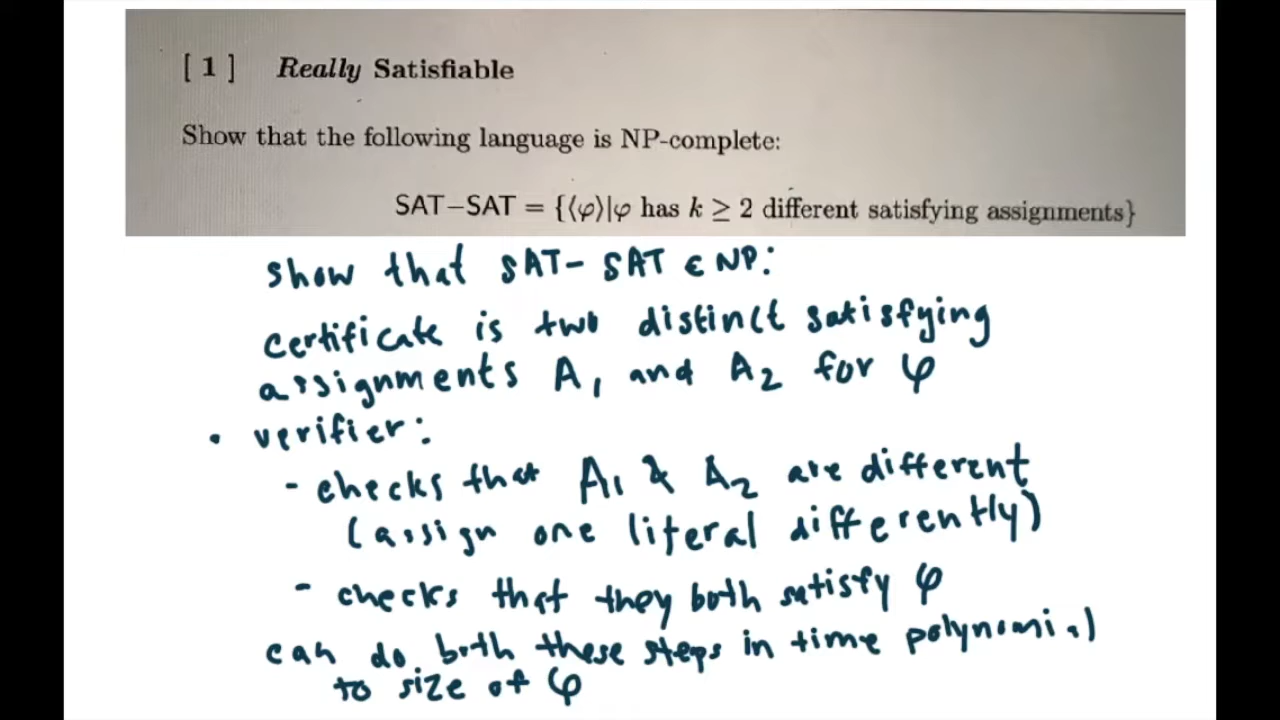 [ 1 ] Really Satisfiable
Show that the following language is NP-complete:
SAT−SAT = {⟨φ⟩|φ has k ≥ 2 different satisfying assignments}
show that SAT- SAT ∈ NP:
certificate is two distinct satisfying
assignments A₁ and A₂ for φ
• verifier:
- checks that A₁ & A₂ are different
(assign one literal differently)
- checks that they both satisfy φ
can do both these steps in time polynomial
to size of φ